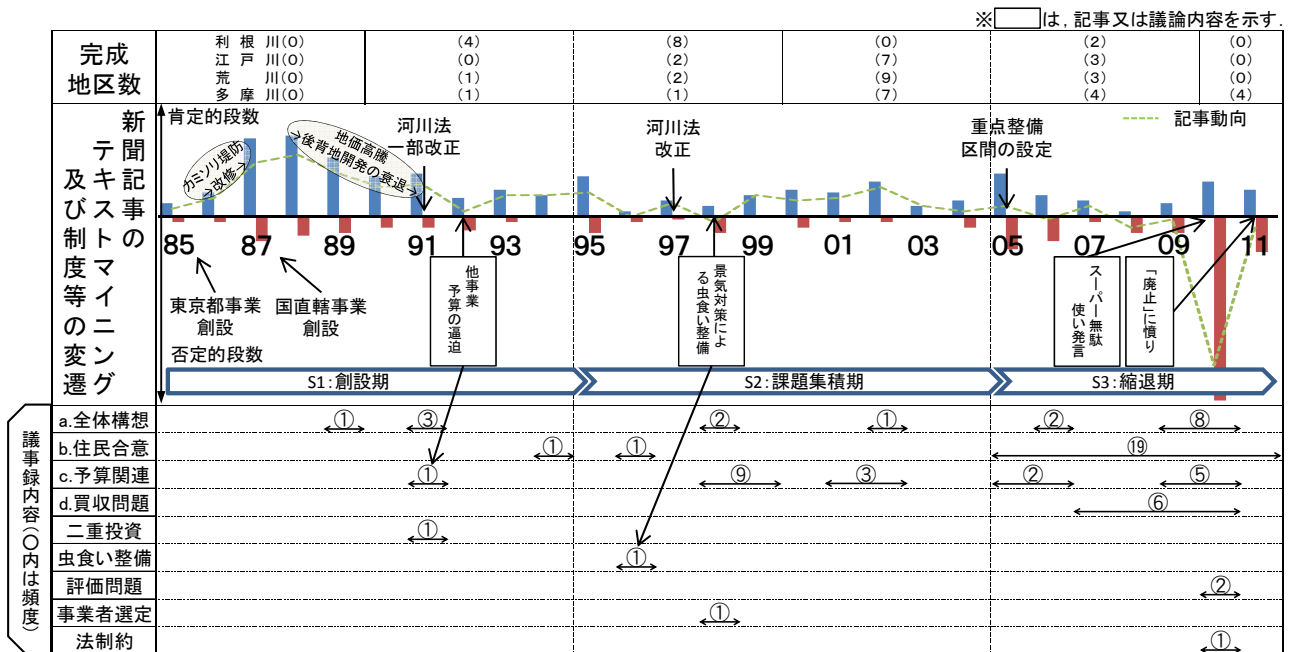 ※　　は，記事又は議論内容を示す．
完成
地区数
利根川(0)
江戸川(0)
荒川(0)
多摩川(0)
(4)
(0)
(1)
(1)
(8)
(2)
(2)
(1)
(0)
(7)
(9)
(7)
(2)
(3)
(3)
(4)
(0)
(0)
(0)
(4)
新聞記事の
テキストマイニング
及び制度等の変遷
肯定的段数
カミソリ堤防
→改修→
地価高騰
→後背地開発の衰退→
河川法
一部改正
河川法
改正
重点整備
区間の設定
記事動向
85
87
89
91
93
95
97
99
01
03
05
07
09
11
東京都事業
創設
国直轄事業
創設
他事業
予算の逼迫
景気対策によ
る虫食い整備
スーパー無駄
使い発言
「廃止」に憤り
否定的段数
S1:創設期
S2:課題集積期
S3:縮退期
議事録内容(〇内は頻度)
a.全体構想
①
③
②
①
②
⑧
b.住民合意
①
①
⑲
c.予算関連
①
⑨
③
②
⑤
d.買収問題
⑥
二重投資
①
虫食い整備
①
評価問題
②
事業者選定
①
法制約
①